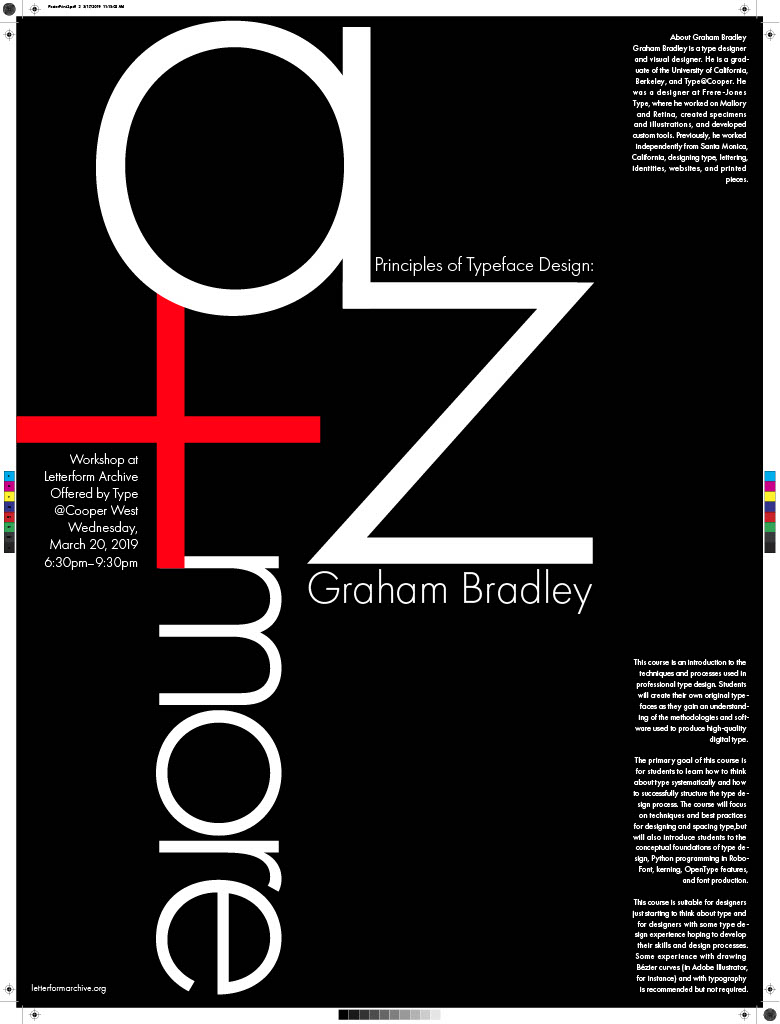 PosterPrint2.pdf 2 3/17/2019 11:15:02 AM
About Graham Bradley
Graham Bradley is a type designer
and visual designer. He is a grad-
uate of the University of California,
Berkeley, and Type@Cooper. He
was a designer at Frere-Jones
Type, where he worked on Mallory
and Retina, created specimens
and illustrations, and developed
custom tools. Previously, he worked
independently from Santa Monica,
California, designing type, lettering,
identities, websites, and printed
pieces.
a
Principles of Typeface Design:
z
+
Workshop at
Letterform Archive
Offered by Type
@Cooper West
Wednesday,
March 20, 2019
6:30pm–9:30pm
Graham Bradley
more
This course is an introduction to the
techniques and processes used in
professional type design. Students
will create their own original type-
faces as they gain an understand-
ing of the methodologies and soft-
ware used to produce high-quality
digital type.
The primary goal of this course is
for students to learn how to think
about type systematically and how
to successfully structure the type de-
sign process. The course will focus
on techniques and best practices
for designing and spacing type,but
will also introduce students to the
conceptual foundations of type de-
sign, Python programming in Robo-
Font, kerning, OpenType features,
and font production.
This course is suitable for designers
just starting to think about type and
for designers with some type de-
sign experience hoping to develop
their skills and design processes.
Some experience with drawing
Bézier curves (in Adobe Illustrator,
for instance) and with typography
is recommended but not required.
letterformarchive.org